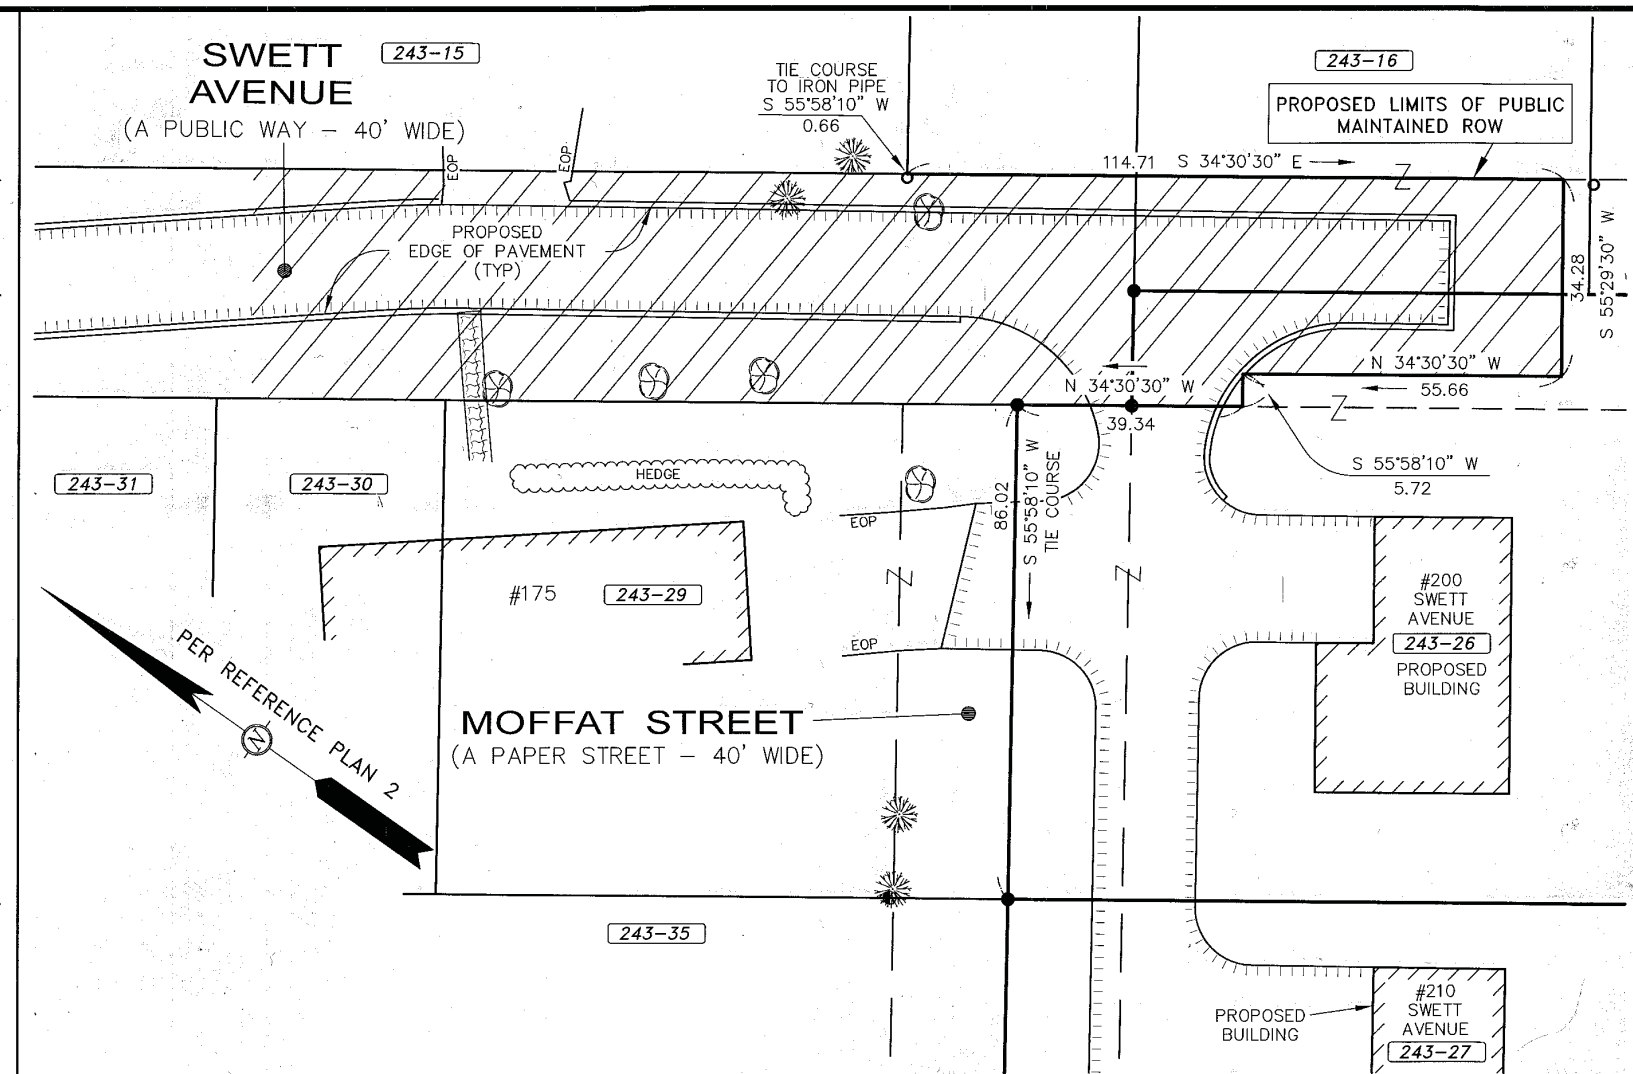 SWETT
AVENUE
(A PUBLIC WAY – 40' WIDE)
243-15
TIE COURSE
TO IRON PIPE
S 55°58'10" W
0.66
243-16
PROPOSED LIMITS OF PUBLIC
MAINTAINED ROW
EOP
EOP
114.71 S 34°30'30" E
Z
PROPOSED
EDGE OF PAVEMENT
(TYP)
34.28
S 55°29'30" W
N 34°30'30" W
39.34
N 34°30'30" W
55.66
Z
S 55°58'10" W
5.72
243-31
243-30
HEDGE
86.02
S 55°58'10" W
TIE COURSE
EOP
#175
243-29
Z
Z
EOP
#200
SWETT
AVENUE
243-26
PROPOSED
BUILDING
PER REFERENCE PLAN 2
N
MOFFAT STREET
(A PAPER STREET – 40' WIDE)
243-35
PROPOSED
BUILDING
#210
SWETT
AVENUE
243-27